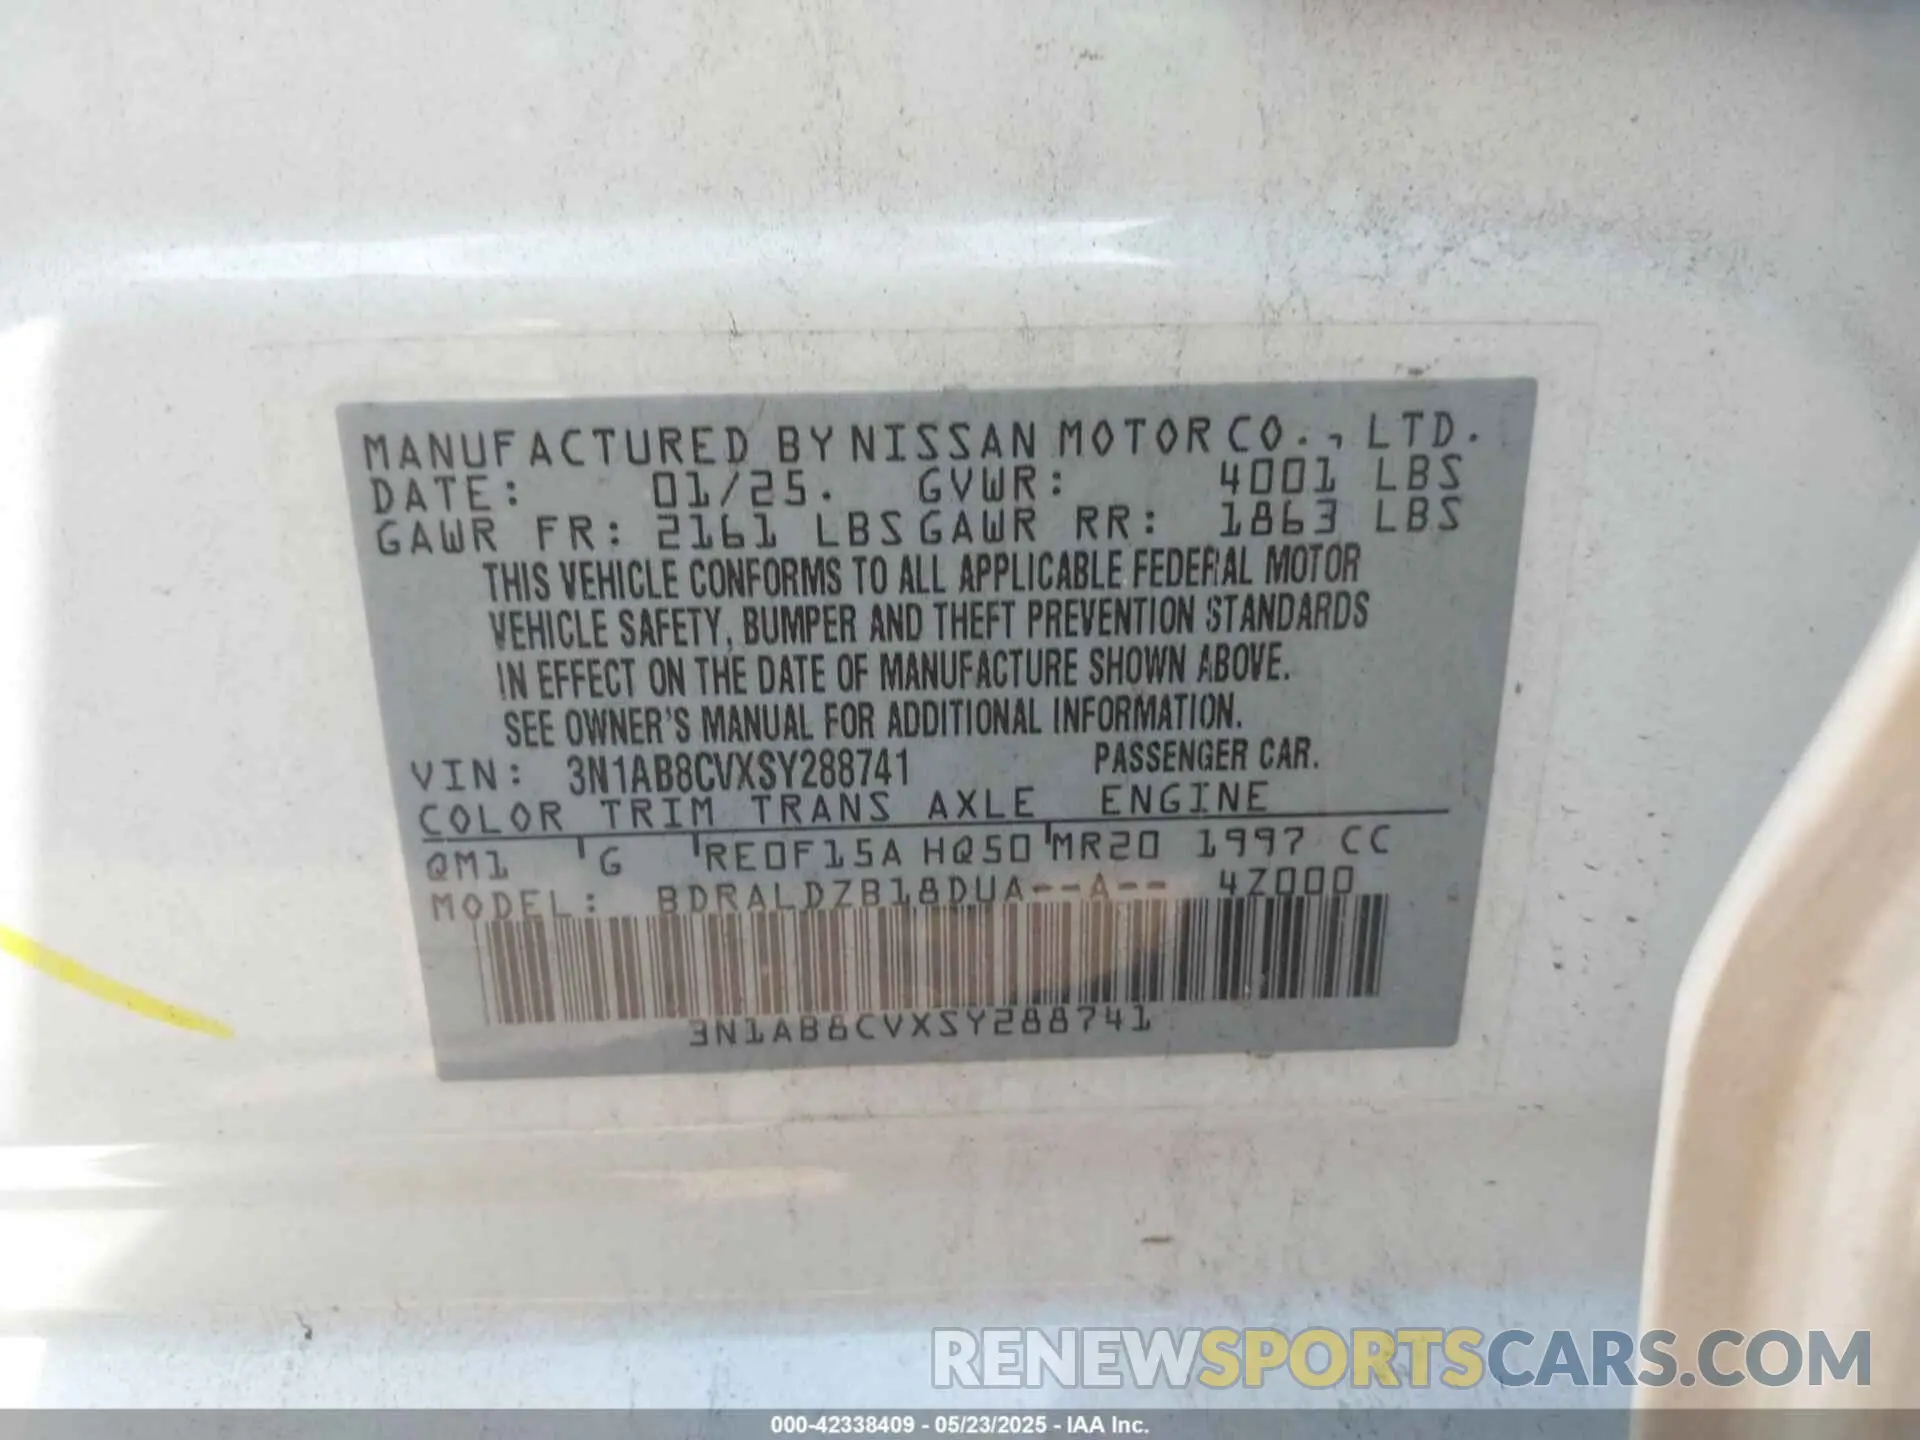 MANUFACTURED BY NISSAN MOTOR CO., LTD.
DATE: 01/25. GVWR: 4001 LBS
GAWR FR: 2161 LBS GAWR RR: 1863 LBS
THIS VEHICLE CONFORMS TO ALL APPLICABLE FEDERAL MOTOR
VEHICLE SAFETY, BUMPER AND THEFT PREVENTION STANDARDS
IN EFFECT ON THE DATE OF MANUFACTURE SHOWN ABOVE.
SEE OWNER'S MANUAL FOR ADDITIONAL INFORMATION.
VIN: 3N1AB8CVXSY288741 PASSENGER CAR.
COLOR TRIM TRANS AXLE ENGINE
QM1 G RE0F15A HQ50 MR20 1997 CC
MODEL: BDRALDZB18DUA--A-- 4Z000
3N1AB8CVXSY288741
RENEWSPORTSCARS.COM
000-42338409 - 05/23/2025 - IAA Inc.